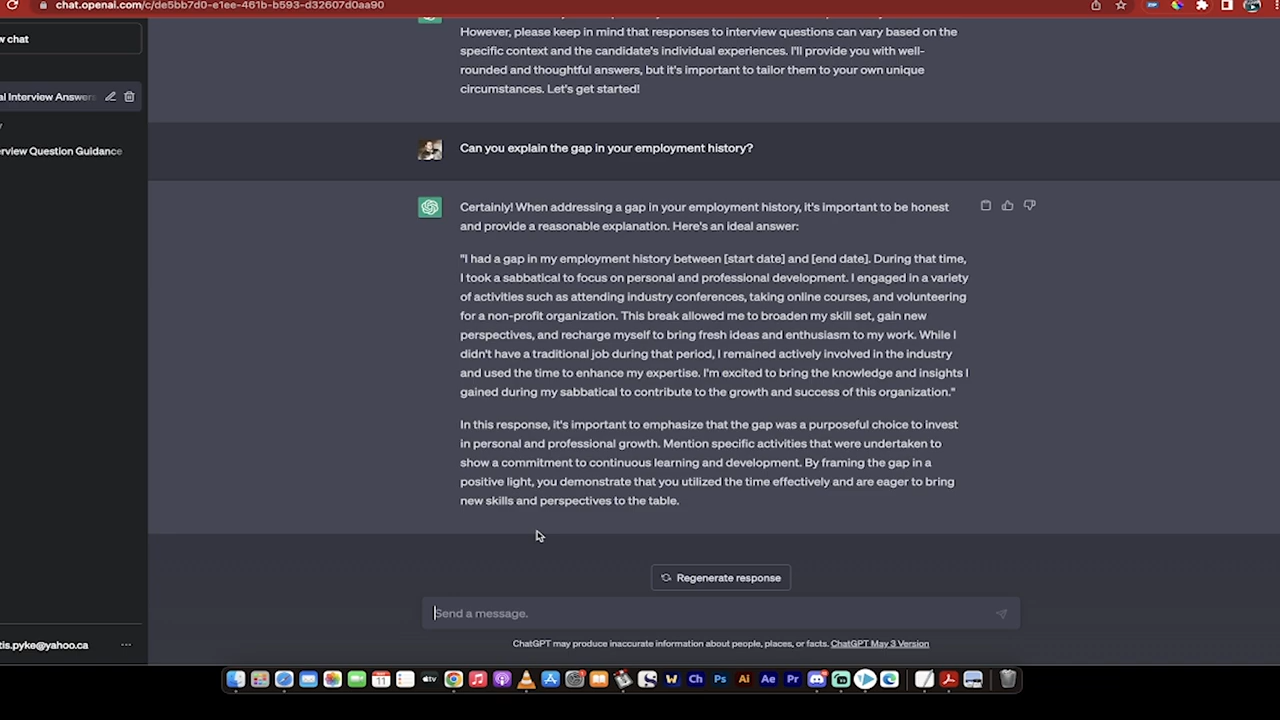 chat.openai.com/c/de5bb7d0-e1ee-461b-b593-d32607d0aa90
w chat
al Interview Answers
rview Question Guidance
However, please keep in mind that responses to interview questions can vary based on the
specific context and the candidate's individual experiences. I'll provide you with well-
rounded and thoughtful answers, but it's important to tailor them to your own unique
circumstances. Let's get started!
Can you explain the gap in your employment history?
Certainly! When addressing a gap in your employment history, it's important to be honest
and provide a reasonable explanation. Here's an ideal answer:
"I had a gap in my employment history between [start date] and [end date]. During that time,
I took a sabbatical to focus on personal and professional development. I engaged in a variety
of activities such as attending industry conferences, taking online courses, and volunteering
for a non-profit organization. This break allowed me to broaden my skill set, gain new
perspectives, and recharge myself to bring fresh ideas and enthusiasm to my work. While I
didn't have a traditional job during that period, I remained actively involved in the industry
and used the time to enhance my expertise. I'm excited to bring the knowledge and insights I
gained during my sabbatical to contribute to the growth and success of this organization."
In this response, it's important to emphasize that the gap was a purposeful choice to invest
in personal and professional growth. Mention specific activities that were undertaken to
show a commitment to continuous learning and development. By framing the gap in a
positive light, you demonstrate that you utilized the time effectively and are eager to bring
new skills and perspectives to the table.
Regenerate response
Send a message.
ChatGPT may produce inaccurate information about people, places, or facts. ChatGPT May 3 Version
tis.pyke@yahoo.ca
11
tv
W
Ch
Ps
Ai
Ae
Pr